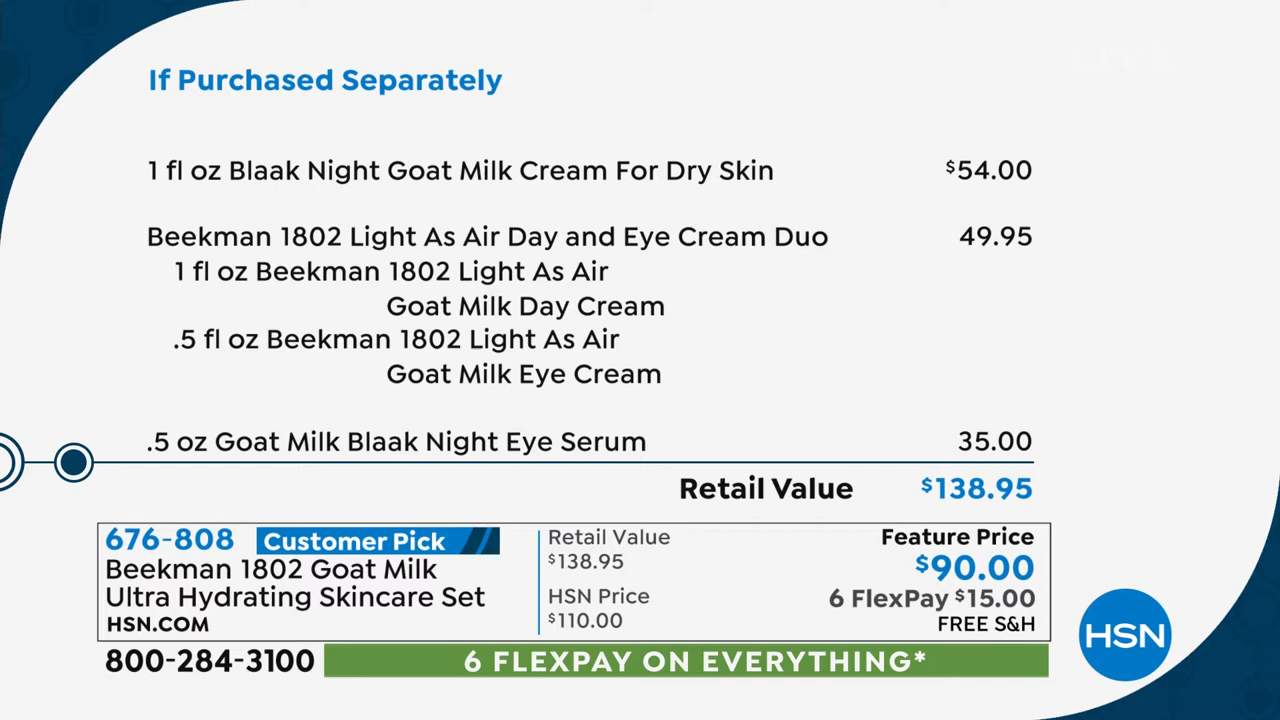 If Purchased Separately
1 fl oz Blaak Night Goat Milk Cream For Dry Skin $54.00
Beekman 1802 Light As Air Day and Eye Cream Duo 49.95
1 fl oz Beekman 1802 Light As Air
Goat Milk Day Cream
.5 fl oz Beekman 1802 Light As Air
Goat Milk Eye Cream
.5 oz Goat Milk Blaak Night Eye Serum 35.00
Retail Value $138.95
676-808 Customer Pick
Beekman 1802 Goat Milk
Ultra Hydrating Skincare Set
HSN.COM
Retail Value
$138.95
HSN Price
$110.00
Feature Price
$90.00
6 FlexPay $15.00
FREE S&H
HSN
800-284-3100 6 FLEXPAY ON EVERYTHING*